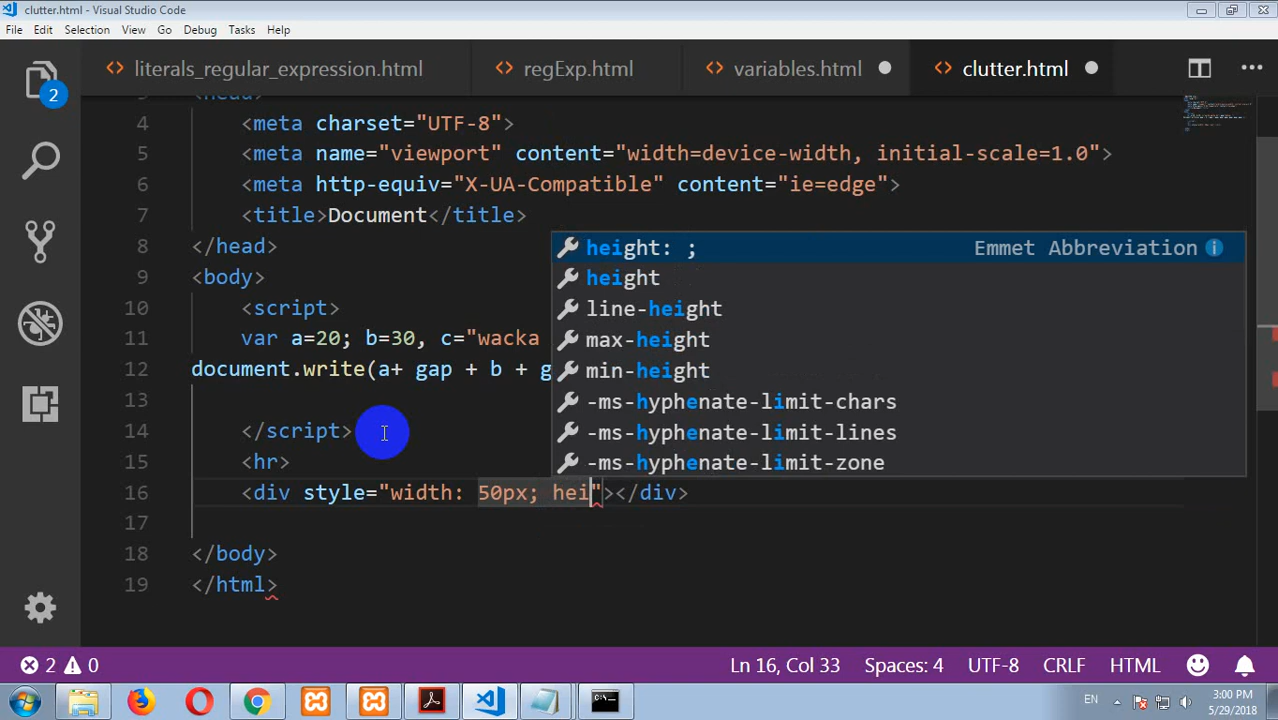 clutter.html - Visual Studio Code
File Edit Selection View Go Debug Tasks Help
literals_regular_expression.html regExp.html variables.html clutter.html
2
<head>
4 <meta charset="UTF-8">
5 <meta name="viewport" content="width=device-width, initial-scale=1.0">
6 <meta http-equiv="X-UA-Compatible" content="ie=edge">
7 <title>Document</title>
8 </head>
9 <body>
10 <script>
11 var a=20; b=30, c="wacka
12 document.write(a+ gap + b + g
13
14 </script>
15 <hr>
16 <div style="width: 50px; hei"></div>
17
18 </body>
19 </html>
height: ; Emmet Abbreviation
height
line-height
max-height
min-height
-ms-hyphenate-limit-chars
-ms-hyphenate-limit-lines
-ms-hyphenate-limit-zone
2 0 Ln 16, Col 33 Spaces: 4 UTF-8 CRLF HTML
EN 3:00 PM
5/29/2018